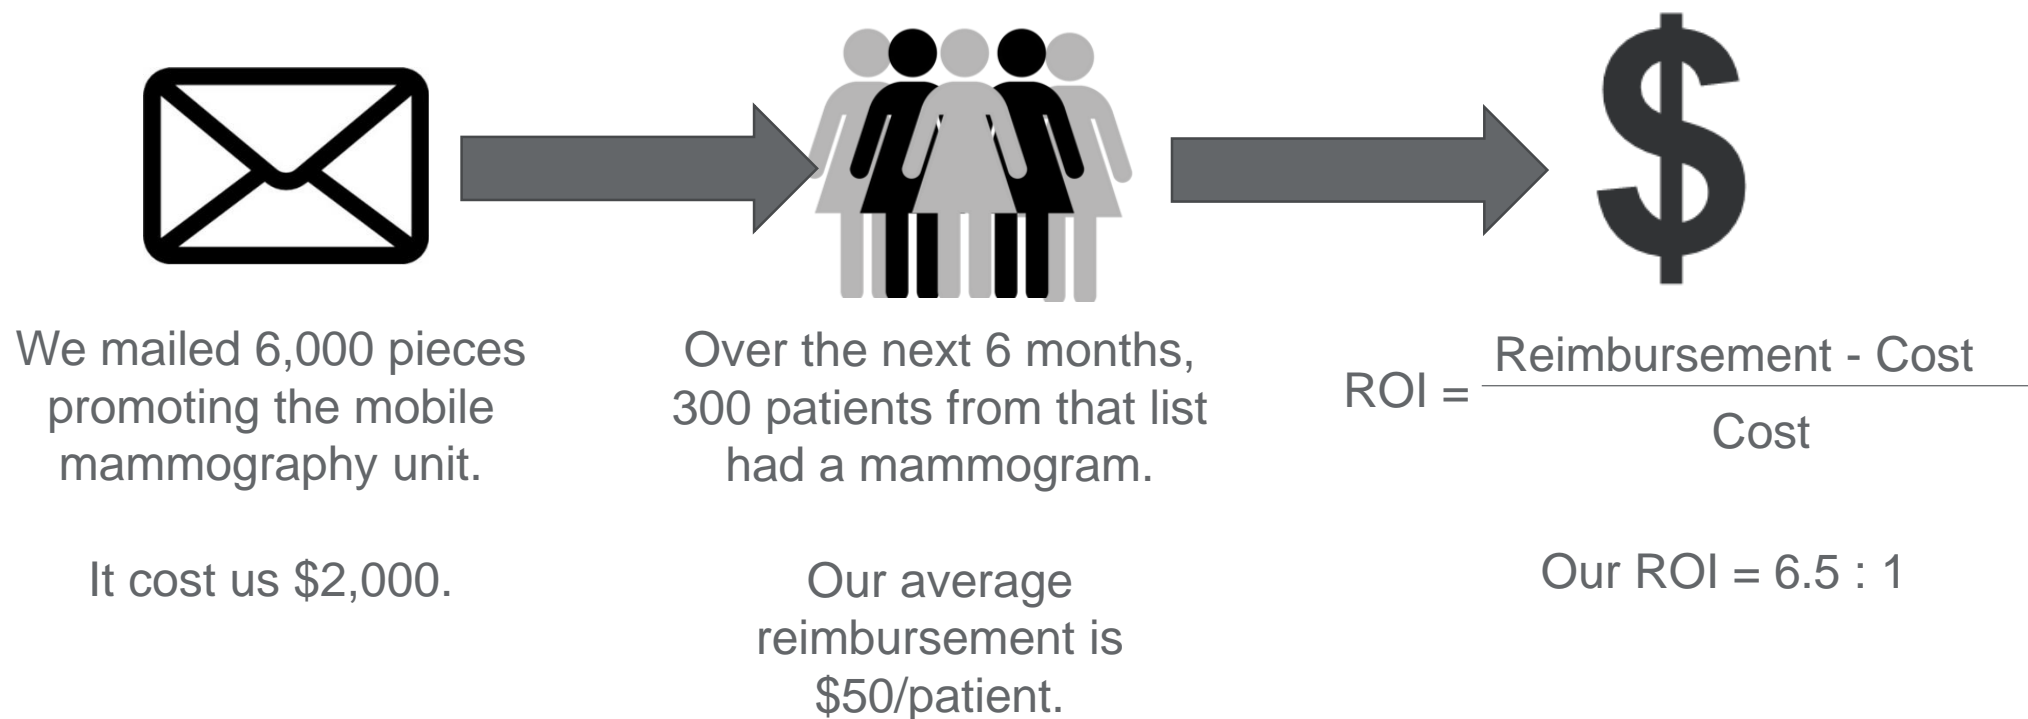 We mailed 6,000 pieces
promoting the mobile
mammography unit.
It cost us $2,000.
Over the next 6 months,
300 patients from that list
had a mammogram.
Our average
reimbursement is
$50/patient.
$
ROI =
Reimbursement - Cost
Cost
Our ROI = 6.5 : 1